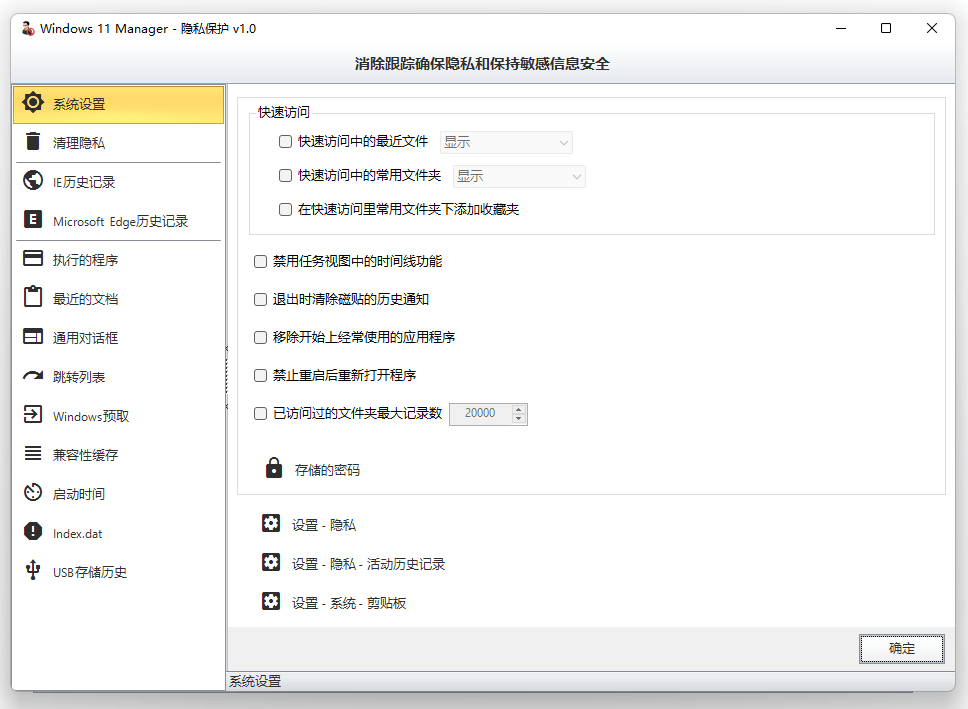 Windows 11 Manager - 隐私保护 v1.0
消除跟踪确保隐私和保持敏感信息安全
系统设置
清理隐私
IE历史记录
Microsoft Edge历史记录
执行的程序
最近的文档
通用对话框
跳转列表
Windows预取
兼容性缓存
启动时间
Index.dat
USB存储历史
快速访问
快速访问中的最近文件 显示
快速访问中的常用文件夹 显示
在快速访问里常用文件夹下添加收藏夹
禁用任务视图中的时间线功能
退出时清除磁贴的历史通知
移除开始上经常使用的应用程序
禁止重启后重新打开程序
已访问过的文件夹最大记录数 20000
存储的密码
设置 - 隐私
设置 - 隐私 - 活动历史记录
设置 - 系统 - 剪贴板
确定
系统设置